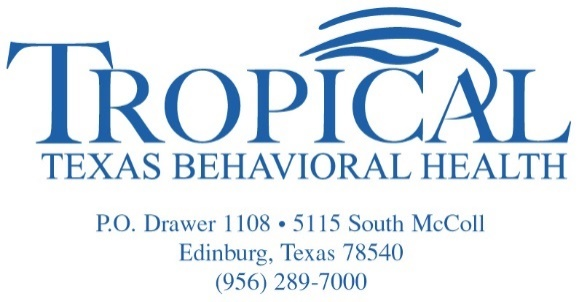 TROPICAL
TEXAS BEHAVIORAL HEALTH
P.O. Drawer 1108 • 5115 South McColl
Edinburg, Texas 78540
(956) 289-7000